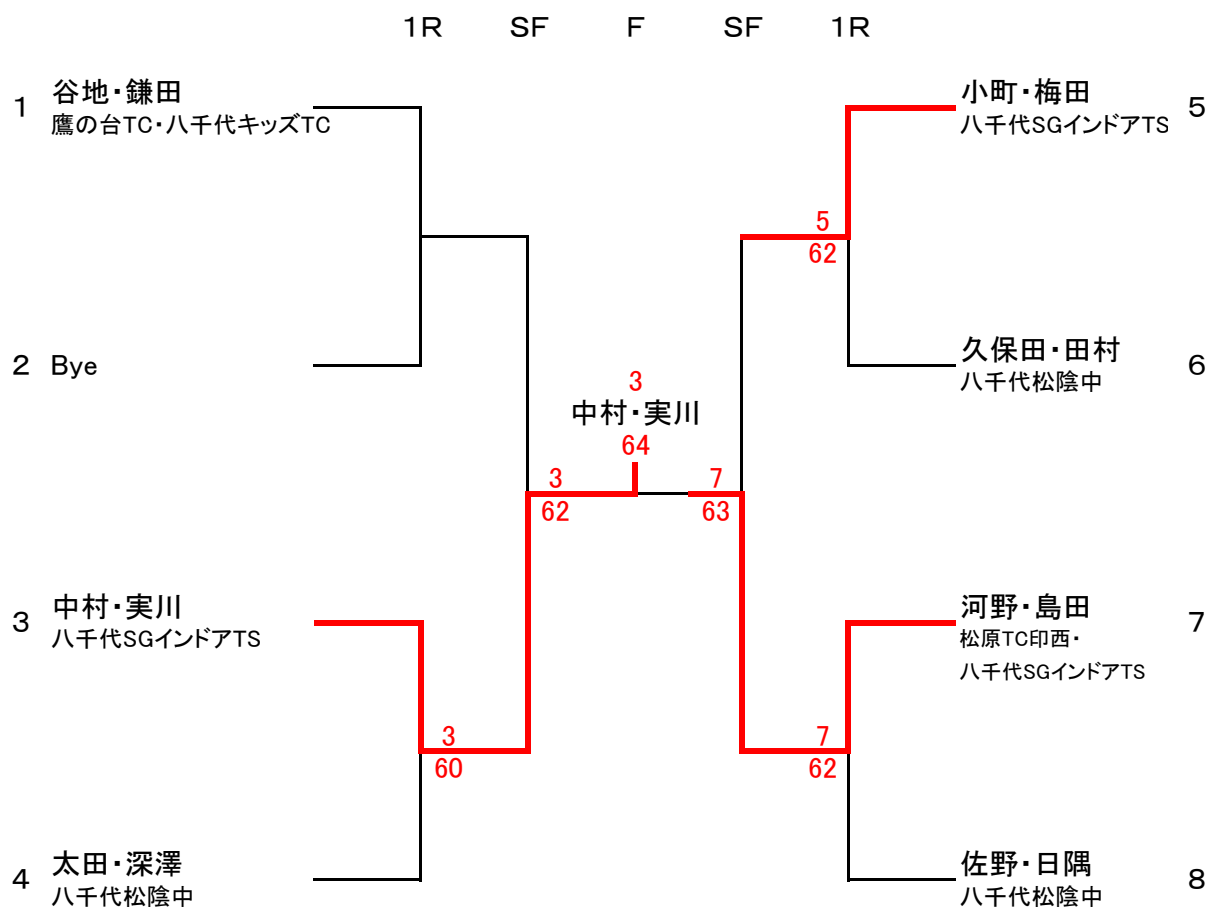 1R SF F SF 1R
1 谷地・鎌田
鷹の台TC・八千代キッズTC
2 Bye
3 中村・実川
八千代SGインドアTS
3
60
4 太田・深澤
八千代松陰中
3
62
3
中村・実川
64
7
63
小町・梅田 5
八千代SGインドアTS
5
62
久保田・田村 6
八千代松陰中
河野・島田 7
松原TC印西・
八千代SGインドアTS
7
62
佐野・日隅 8
八千代松陰中